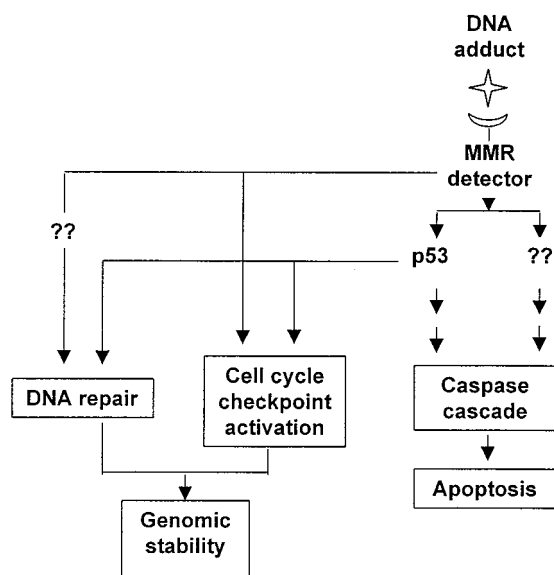 DNA
adduct
MMR
detector
??
p53
??
DNA repair
Cell cycle
checkpoint
activation
Caspase
cascade
Apoptosis
Genomic
stability